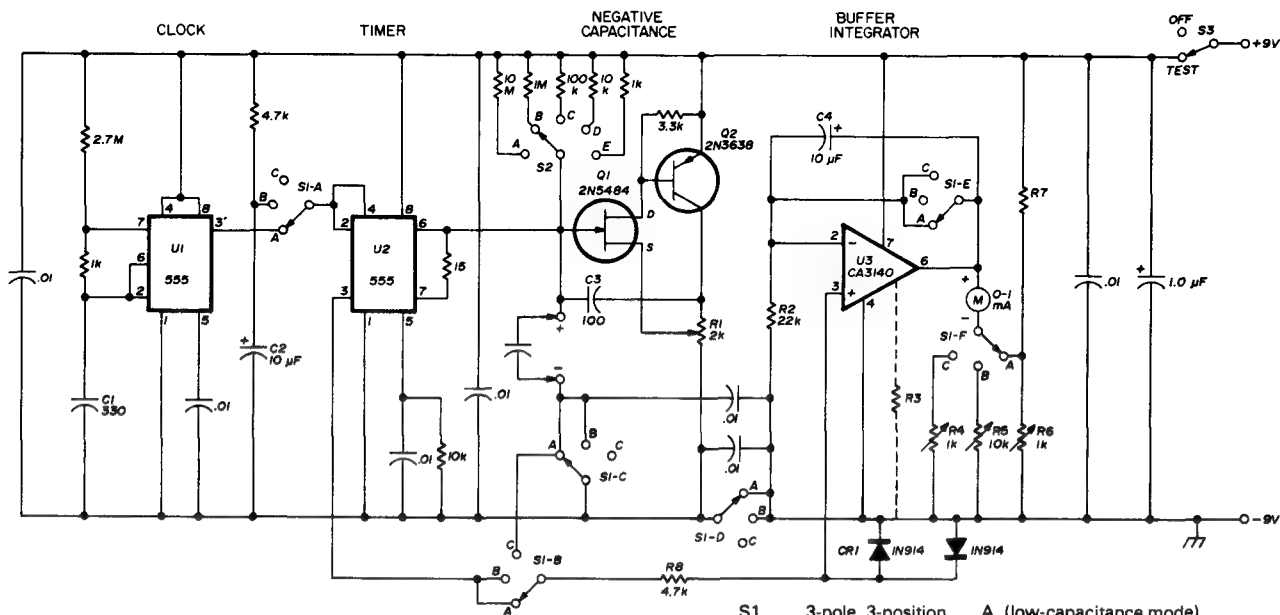 CLOCK
TIMER
NEGATIVE CAPACITANCE
BUFFER INTEGRATOR
OFF
S3
+9V
TEST
2.7M
4.7k
10 M
1M
100 k
10 k
1k
3.3k
Q2
2N3638
C4
10 µF
B
C
D
A
E
S2
Q1
2N5484
D
S
C
B
S1-A
A
C
B
S1-E
A
R7
7
4
8
3
U1
555
6
2
1
5
1k
2
4
8
6
U2
555
3
7
1
5
15
.01
C2
10 µF
C1
330
.01
.01
10k
.01
C3
100
+
-
R1
2k
R2
22k
2
-
3
+
U3
CA3140
7
6
4
+
M
0-1 mA
-
S1-F
C
A
B
R3
R4
1k
R5
10k
R6
1k
.01
1.0 µF
+
.01
.01
A
B
C
S1-C
A
B
C
S1-D
-9V
C
B
A
S1-B
R8
4.7k
CR1
1N914
1N914
S1 3-pole, 3-position A (low-capacitance mode)